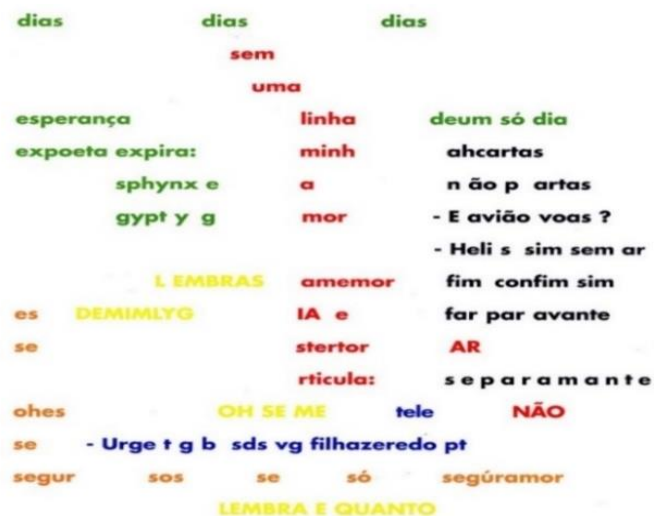 dias dias dias
sem
uma
esperança linha deum só dia
expoeta expira: minh ahcartas
sphynx e a n ão p artas
gypt y g mor - E avião voas ?
- Heli s sim sem ar
L EMBRAS amemor fim confim sim
es DEMIMLYG IA e far par avante
se stertor AR
rticula: s e p a r a m a n t e
ohes OH SE ME tele NÃO
se - Urge t g b sds vg filhazeredo pt
segur sos se só segúramor
LEMBRA E QUANTO